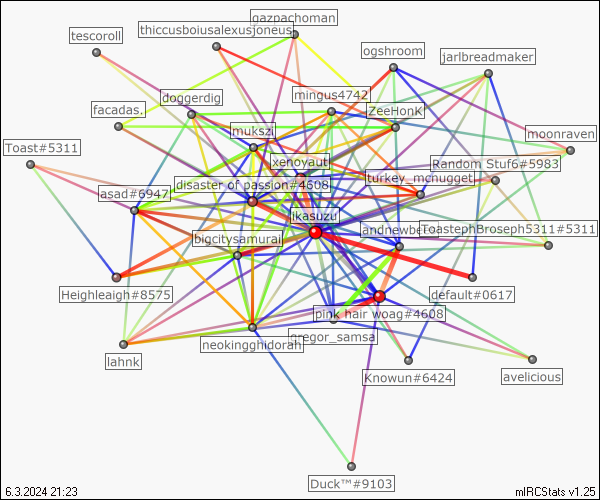 gazpachoman
thiccusboiusalexusjoneus
tescoroll
ogshroom
jarlbreadmaker
mingus4742
doggerdig
facadas.
ZeeHonK
mukszi
moonraven
Toast#5311
xenoyaut
Random Stuf6#5983
turkey_mcnugget
disaster of passion#4608
asad#6947
ikasuzu
andnewbe
ToastephBroseph5311#5311
bigcitysamurai
Heighleaigh#8575
default#0617
pink hair woag#4608
gregor_samsa
neokingghidorah
lahnk
Knowun#6424
avelicious
Duck™#9103
6.3.2024 21:23
mIRCStats v1.25